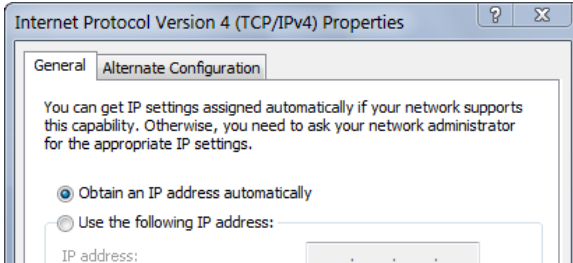 Internet Protocol Version 4 (TCP/IPv4) Properties
General Alternate Configuration
You can get IP settings assigned automatically if your network supports
this capability. Otherwise, you need to ask your network administrator
for the appropriate IP settings.
Obtain an IP address automatically
Use the following IP address:
IP address: